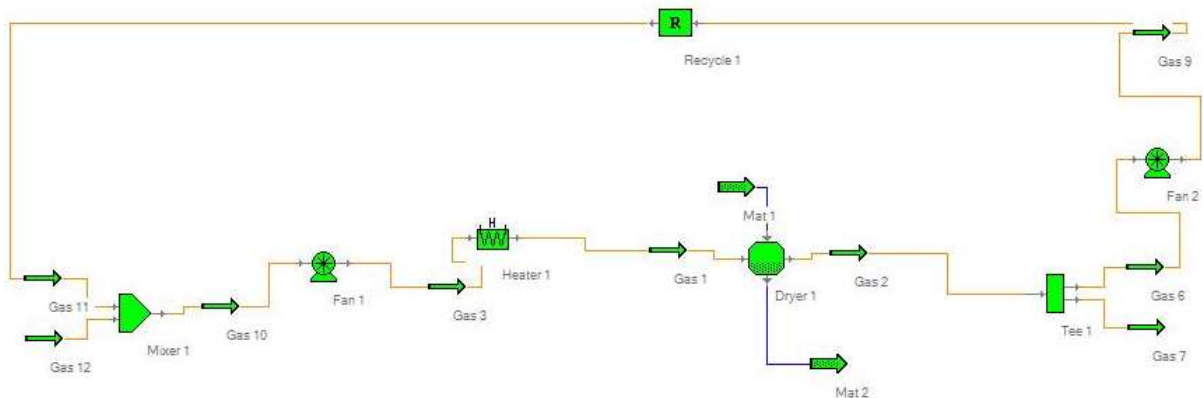 R
Recycle 1
Gas 9
Fan 2
Mat 1
H
Heater 1
Gas 1
Dryer 1
Gas 2
Gas 11
Mixer 1
Gas 10
Fan 1
Gas 3
Gas 6
Tee 1
Gas 7
Gas 12
Mat 2